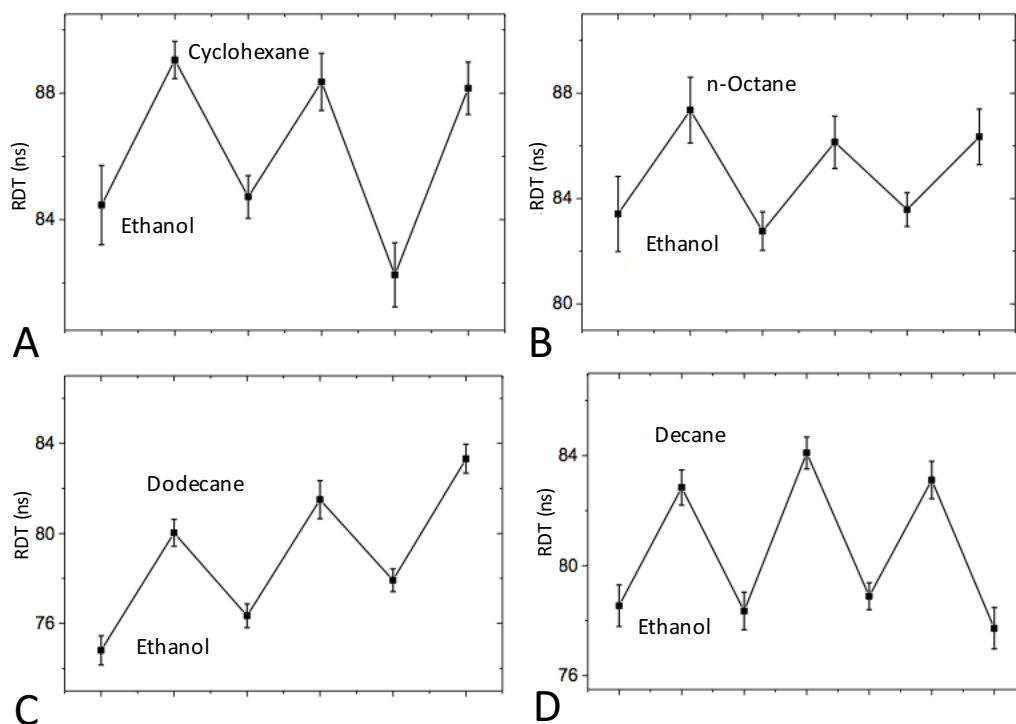 Cyclohexane
88
RDT (ns)
84
Ethanol
A
88
n-Octane
RDT (ns)
84
Ethanol
80
B
84
Dodecane
RDT (ns)
80
76
Ethanol
C
84
Decane
RDT (ns)
80
Ethanol
76
D